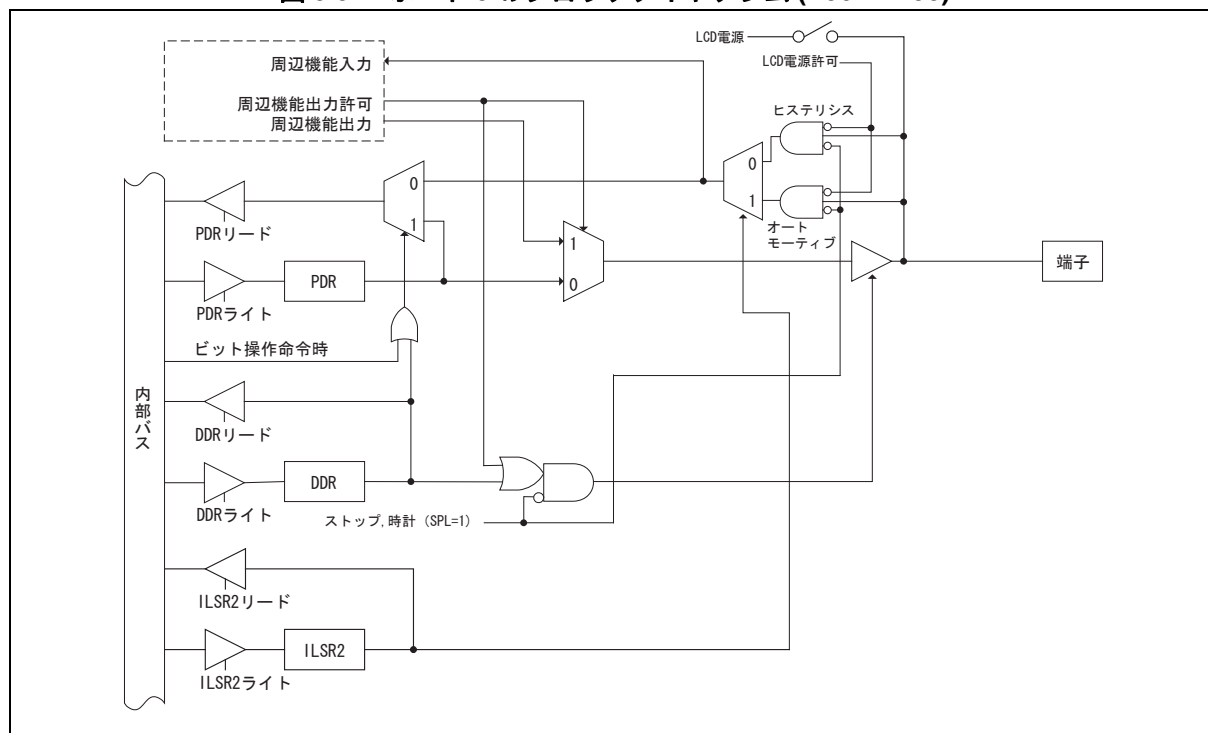 LCD電源
周辺機能入力
LCD電源許可
周辺機能出力許可
周辺機能出力
ヒステリシス
0
0
1
1
オート
モーティブ
PDRリード
1
0
端子
PDR
PDRライト
ビット操作命令時
内部バス
DDRリード
DDR
DDRライト
ストップ,時計 (SPL=1)
ILSR2リード
ILSR2
ILSR2ライト